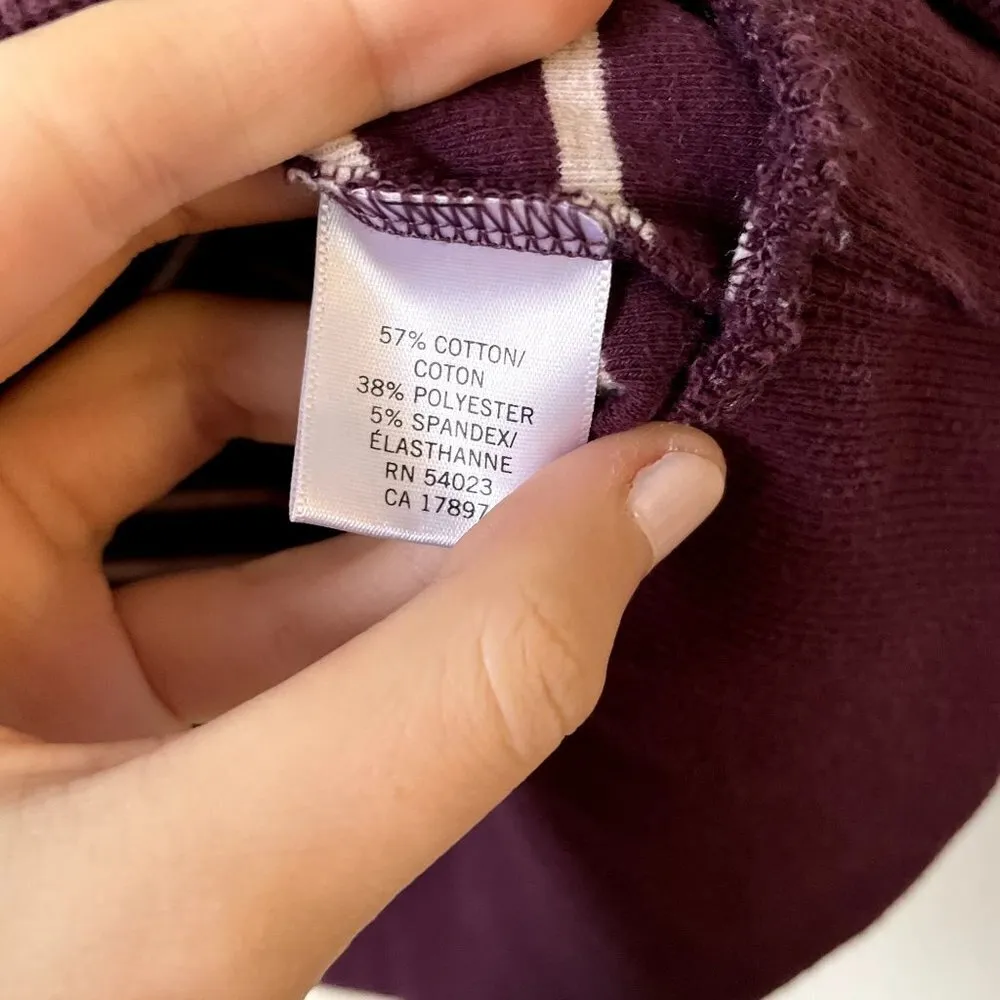 57% COTTON/
COTON
38% POLYESTER
5% SPANDEX/
ÉLASTHANNE
RN 54023
CA 17897